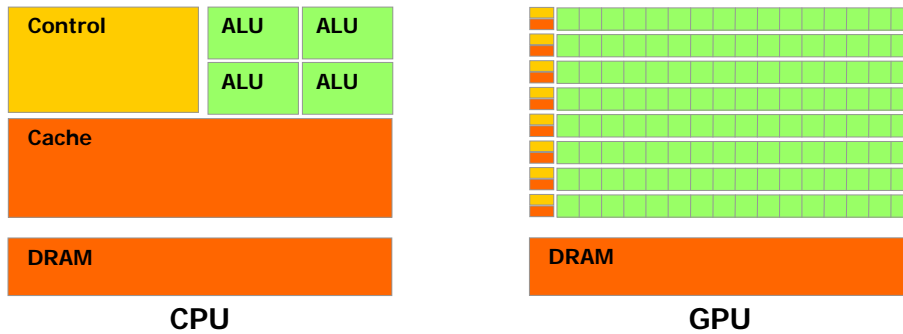 Control
ALU
ALU
ALU
ALU
Cache
DRAM
CPU
DRAM
GPU